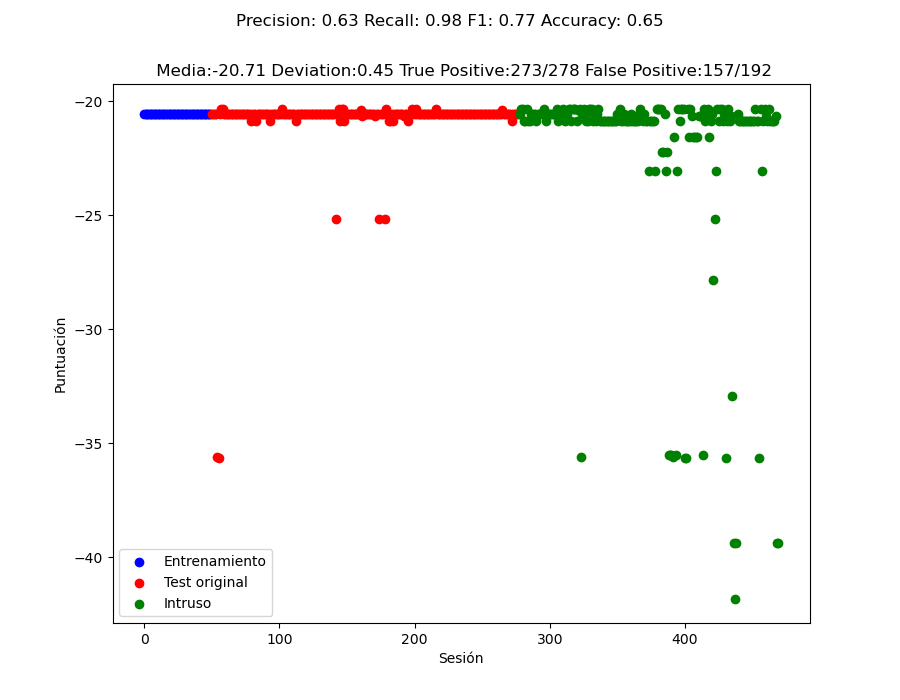 Precision: 0.63 Recall: 0.98 F1: 0.77 Accuracy: 0.65
Media:-20.71 Deviation:0.45 True Positive:273/278 False Positive:157/192
−20
−25
−30
−35
−40
Puntuación
Entrenamiento
Test original
Intruso
0
100
200
300
400
Sesión